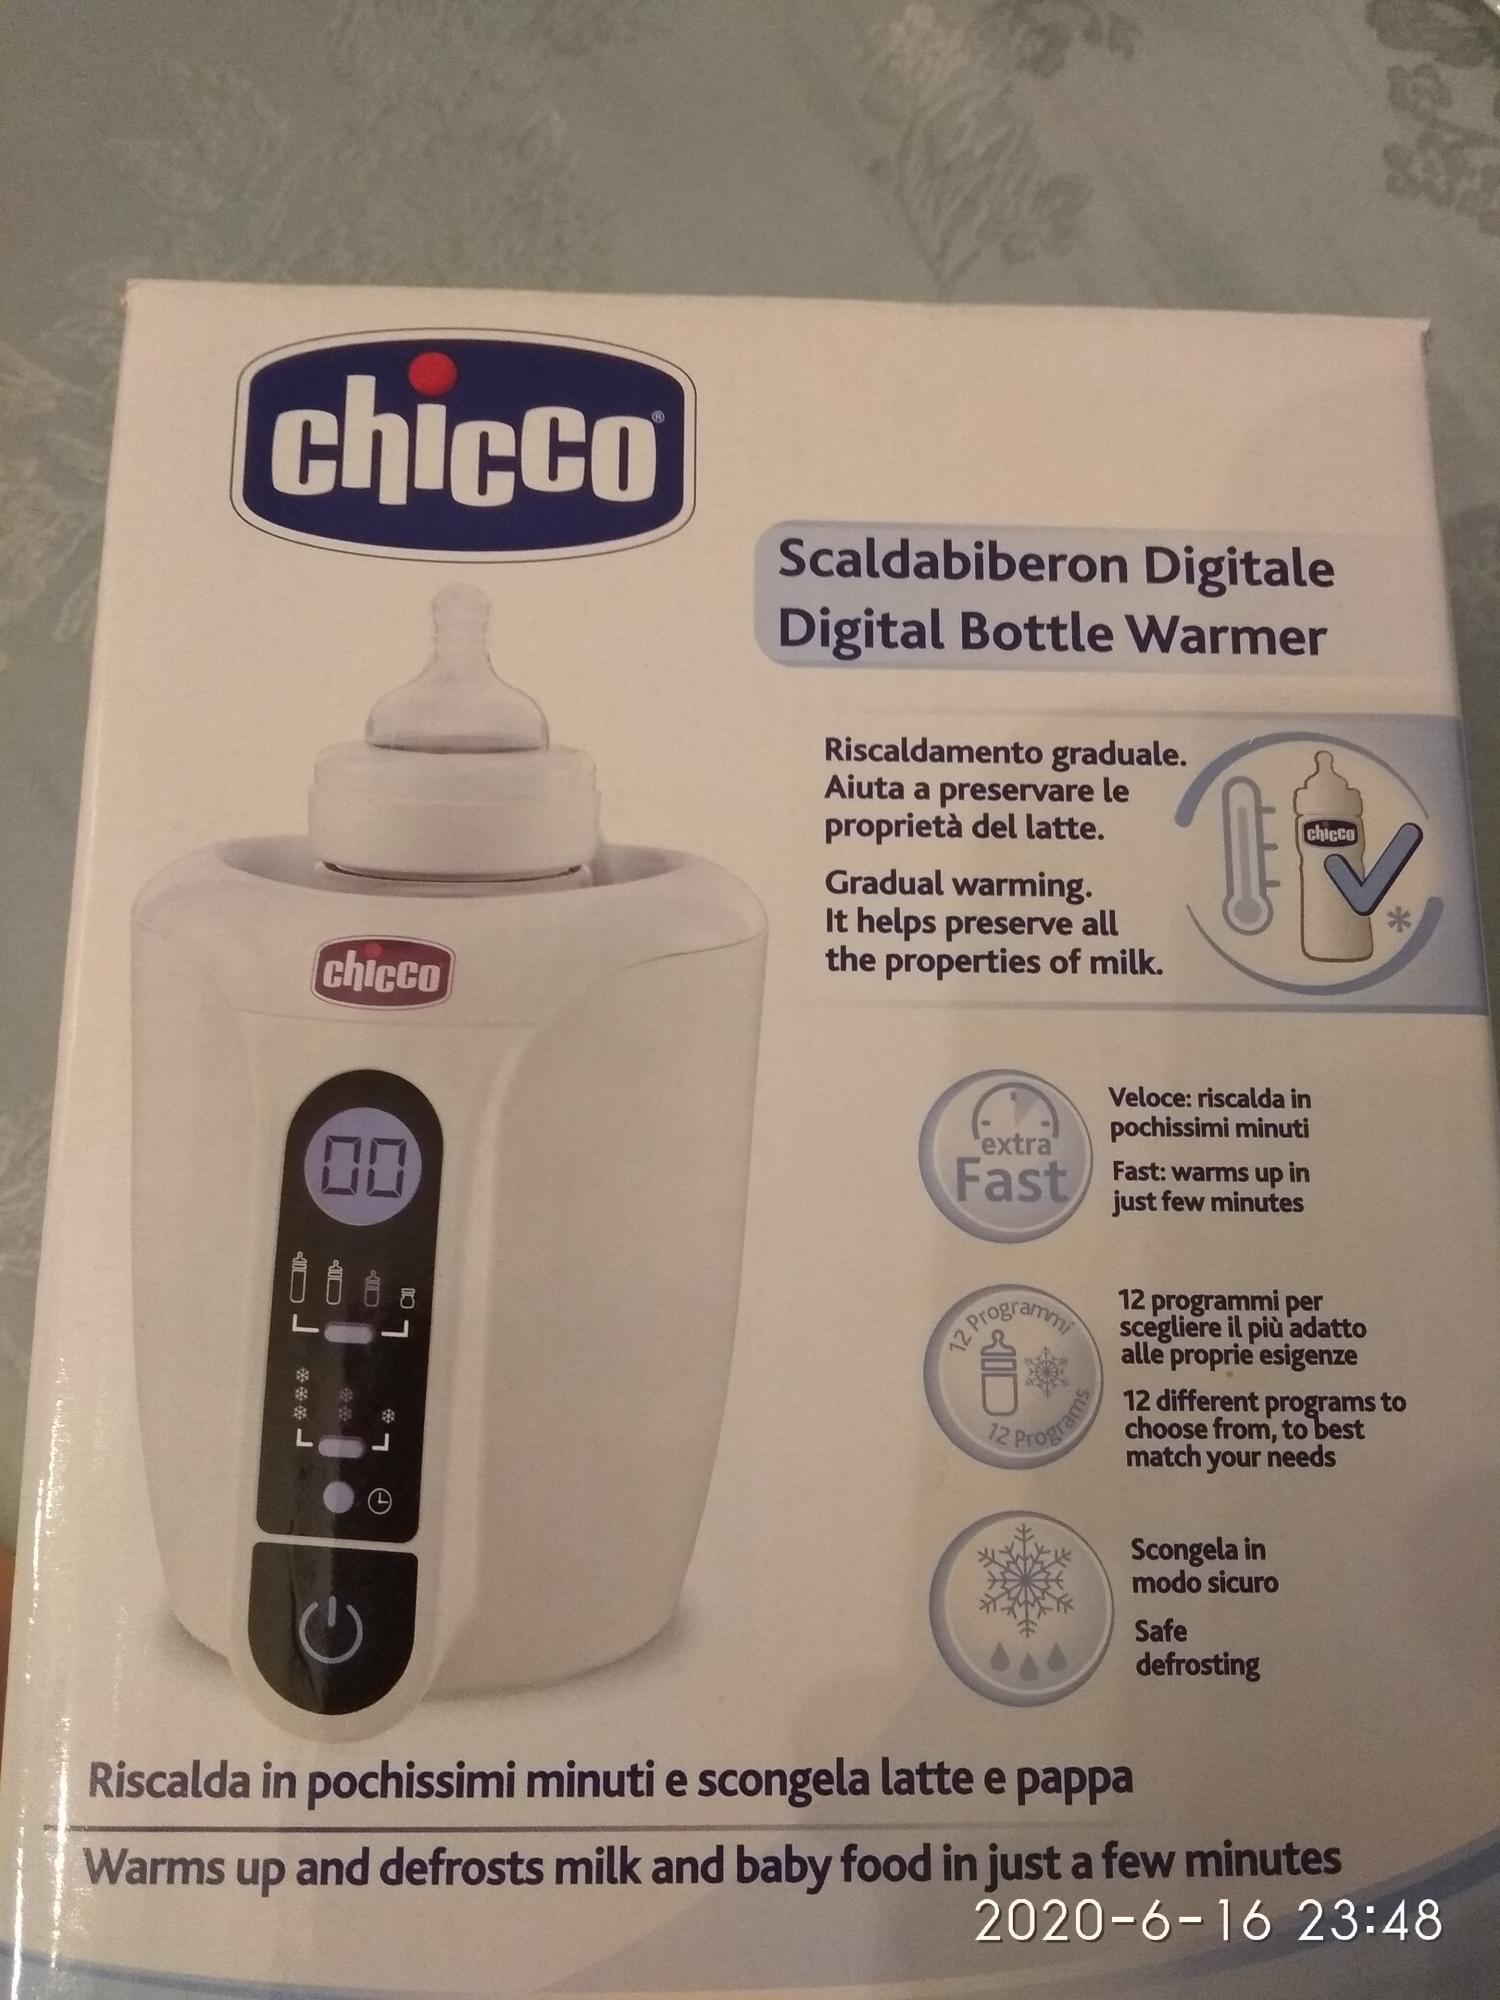 chicco®
Scaldabiberon Digitale
Digital Bottle Warmer
Riscaldamento graduale.
Aiuta a preservare le
proprietà del latte.
Gradual warming.
It helps preserve all
the properties of milk.
chicco
*
chicco
00
extra
Fast
Veloce: riscalda in
pochissimi minuti
Fast: warms up in
just few minutes
12 Programmi
12 Programs
12 programmi per
scegliere il più adatto
alle proprie esigenze
12 different programs to
choose from, to best
match your needs
Scongela in
modo sicuro
Safe
defrosting
Riscalda in pochissimi minuti e scongela latte e pappa
Warms up and defrosts milk and baby food in just a few minutes
2020-6-16 23:48